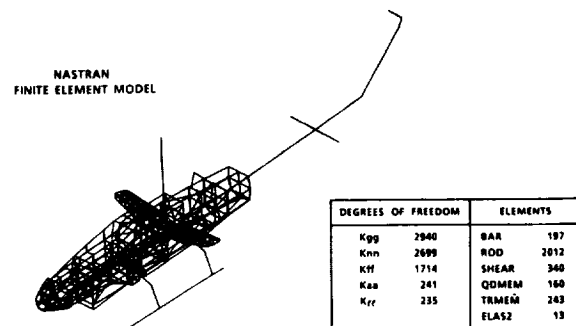 NASTRAN
FINITE ELEMENT MODEL
DEGREES OF FREEDOM ELEMENTS
Kgg 2940 BAR 197
Knn 2699 ROD 2012
Kff 1714 SHEAR 340
Kaa 241 QDMEM 160
Krr 235 TRMEM 243
ELAS2 13